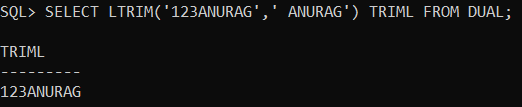 SQL> SELECT LTRIM('123ANURAG',' ANURAG') TRIML FROM DUAL;
TRIML
---------
123ANURAG